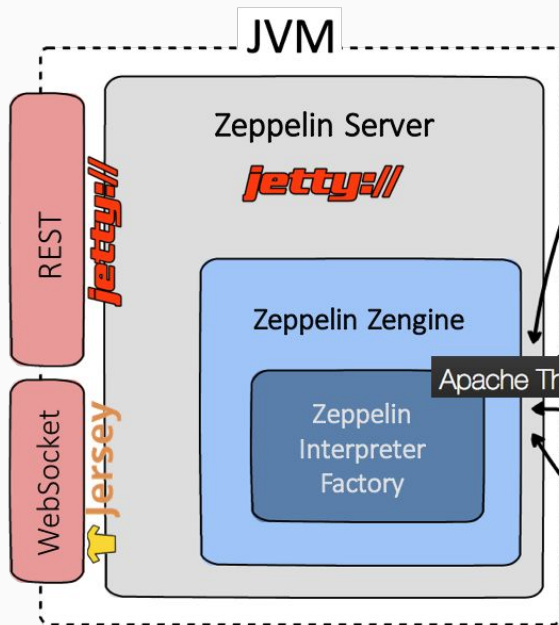 JVM
Zeppelin Server
jetty://
REST
jetty://
Zeppelin Zengine
Apache Th
Zeppelin
Interpreter
Factory
WebSocket
Jersey